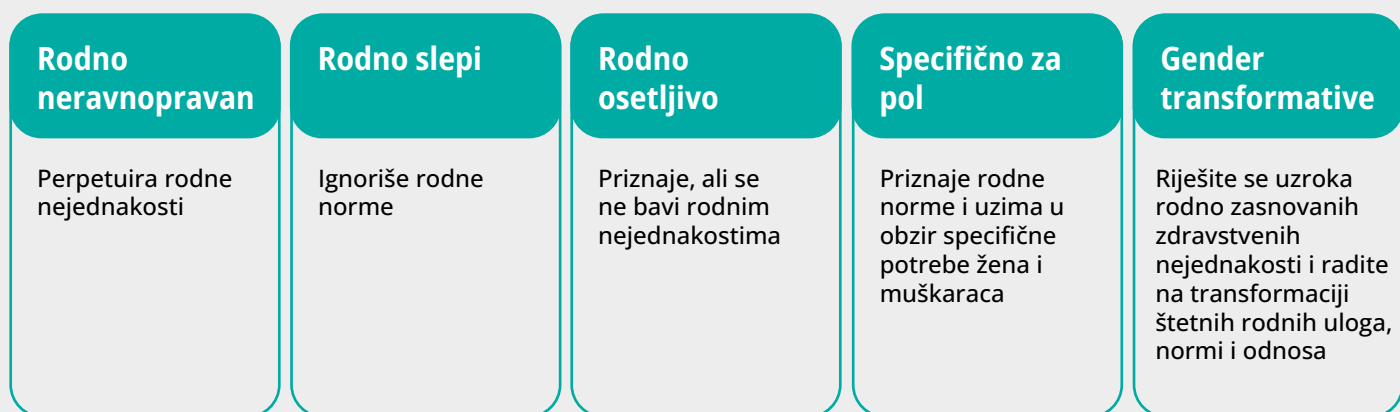 Rodno
neravnopravan
Perpetuira rodne
nejednakosti
Rodno slepi
Ignoriše rodne
norme
Rodno
osetljivo
Priznaje, ali se
ne bavi rodnim
nejednakostima
Specifično za
pol
Priznaje rodne
norme i uzima u
obzir specifične
potrebe žena i
muškaraca
Gender
transformative
Riješite se uzroka
rodno zasnovanih
zdravstvenih
nejednakosti i radite
na transformaciji
štetnih rodnih uloga,
normi i odnosa